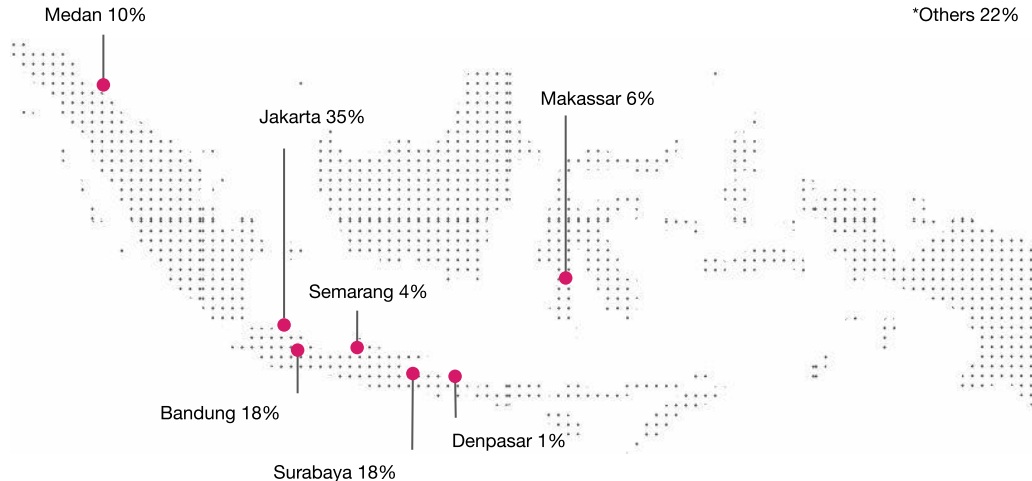 Medan 10%
*Others 22%
Makassar 6%
Jakarta 35%
Semarang 4%
Bandung 18%
Denpasar 1%
Surabaya 18%